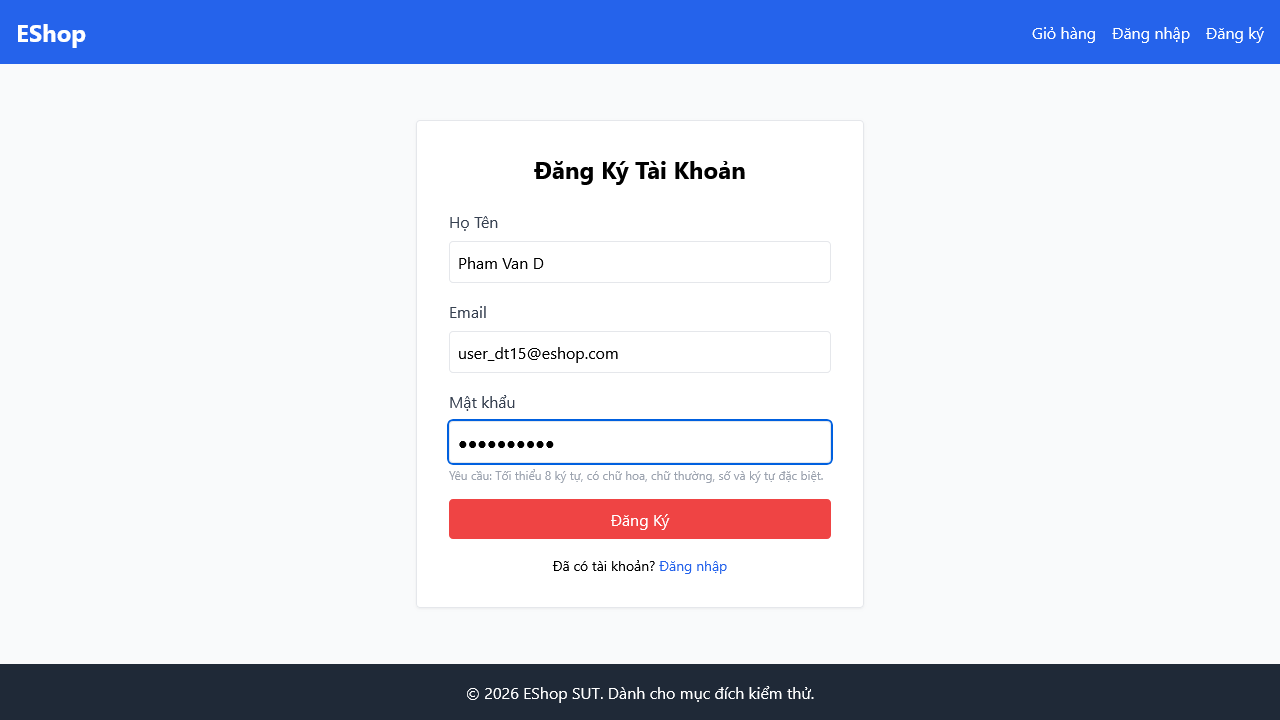 EShop
Giỏ hàng Đăng nhập Đăng ký
Đăng Ký Tài Khoản
Họ Tên
Pham Van D
Email
user_dt15@eshop.com
Mật khẩu
••••••••••
Yêu cầu: Tối thiểu 8 ký tự, có chữ hoa, chữ thường, số và ký tự đặc biệt.
Đăng Ký
Đã có tài khoản? Đăng nhập
© 2026 EShop SUT. Dành cho mục đích kiểm thử.